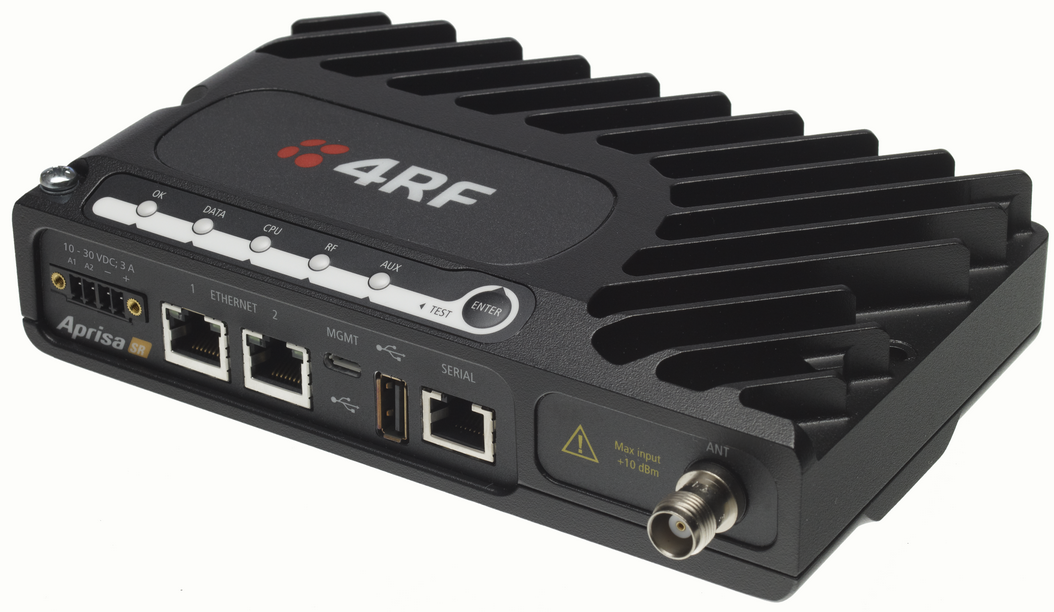 4RF
OK
DATA
CPU
RF
AUX
TEST
ENTER
10 - 30 VDC; 3 A
A1 A2 – +
1 ETHERNET 2
MGMT
SERIAL
Aprisa SR
Max input
+10 dBm
ANT